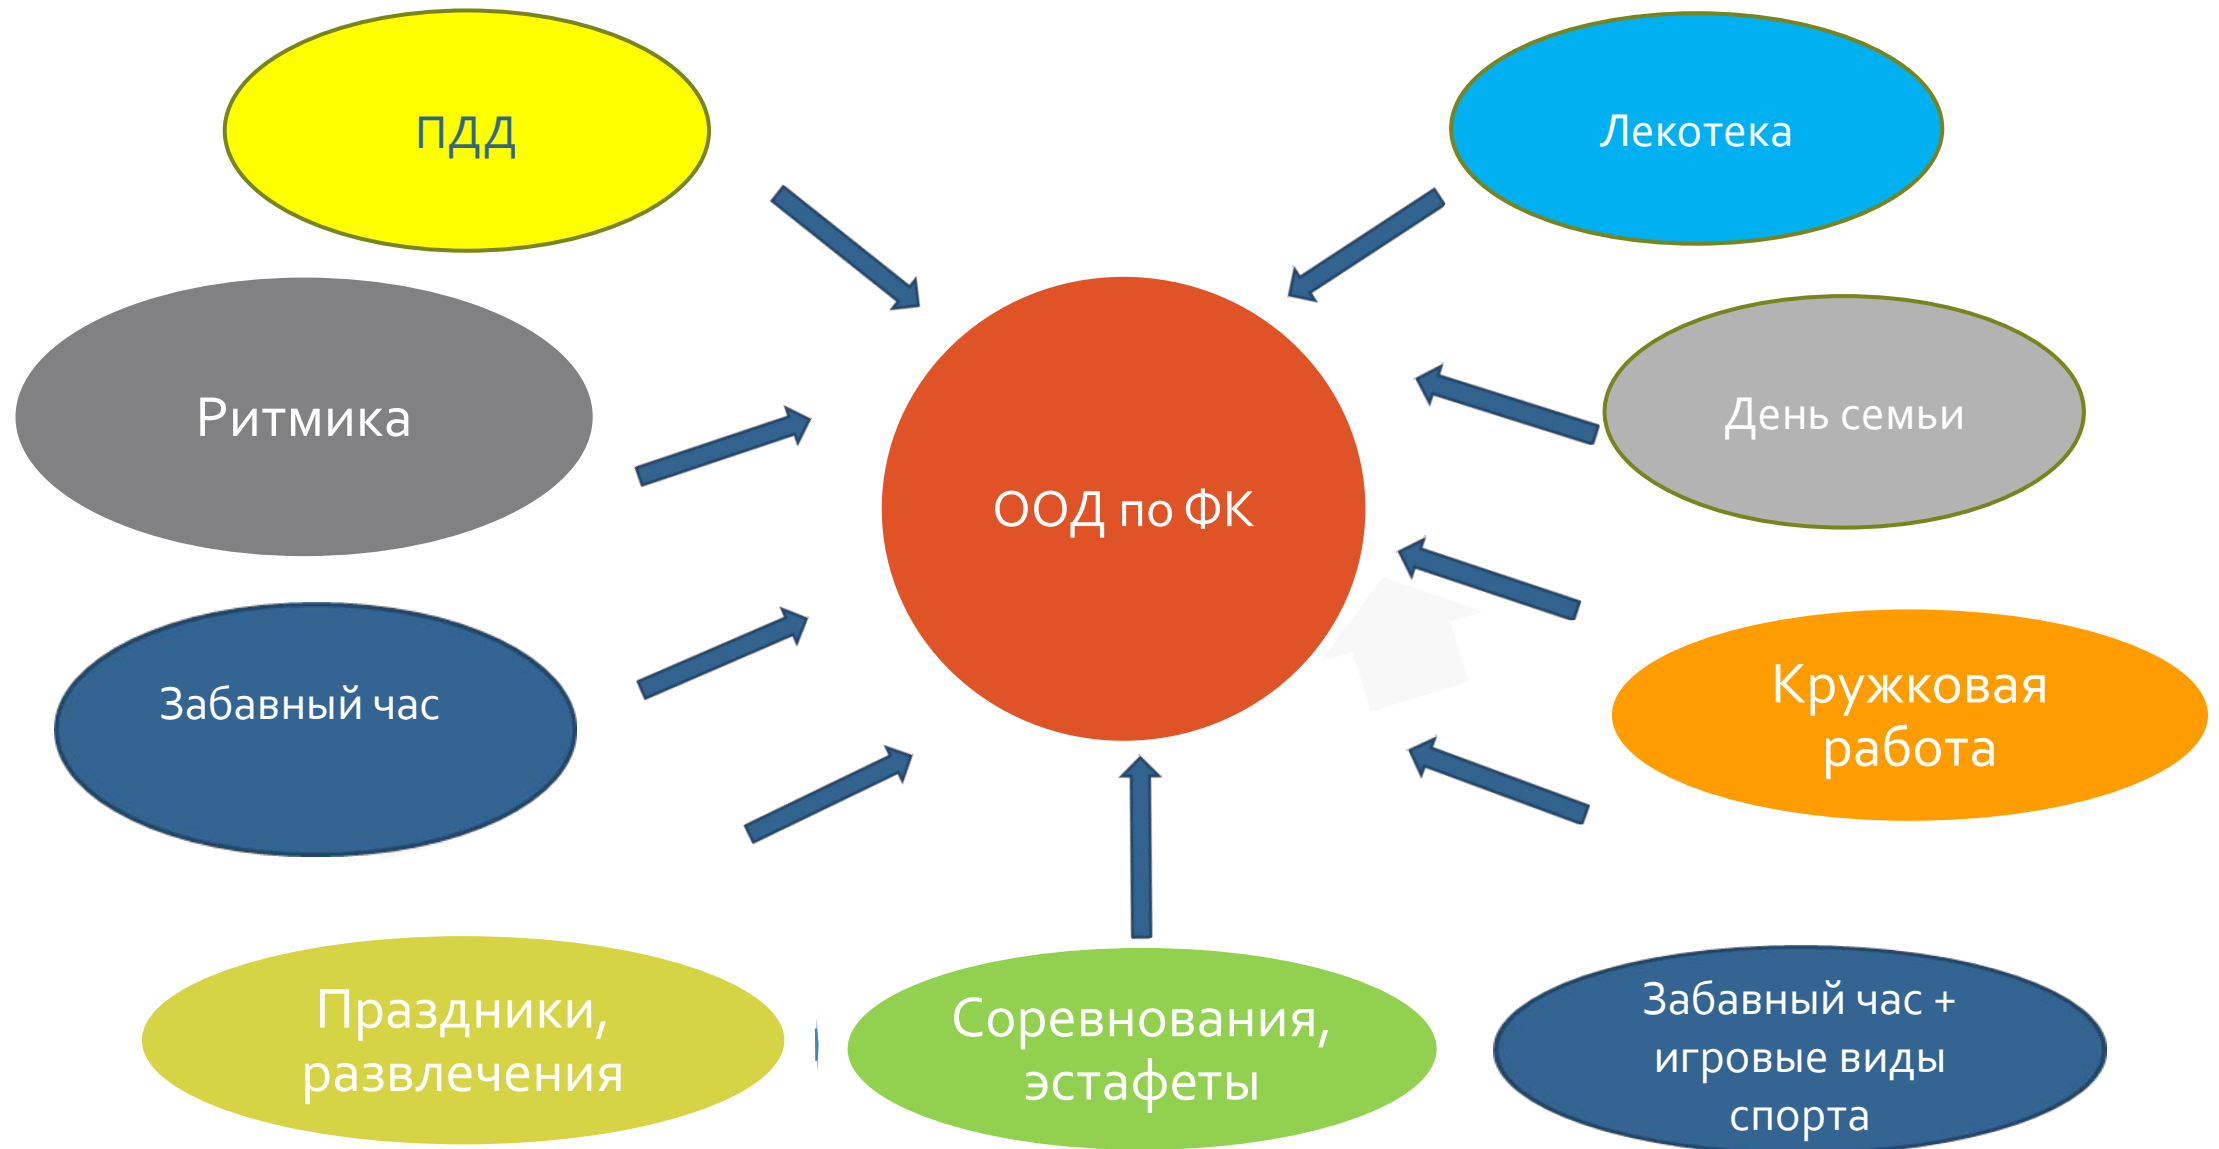 ПДД
Лекотека
Ритмика
День семьи
ООД по ФК
Забавный час
Кружковая
работа
Праздники,
развлечения
Соревнования,
эстафеты
Забавный час +
игровые виды
спорта